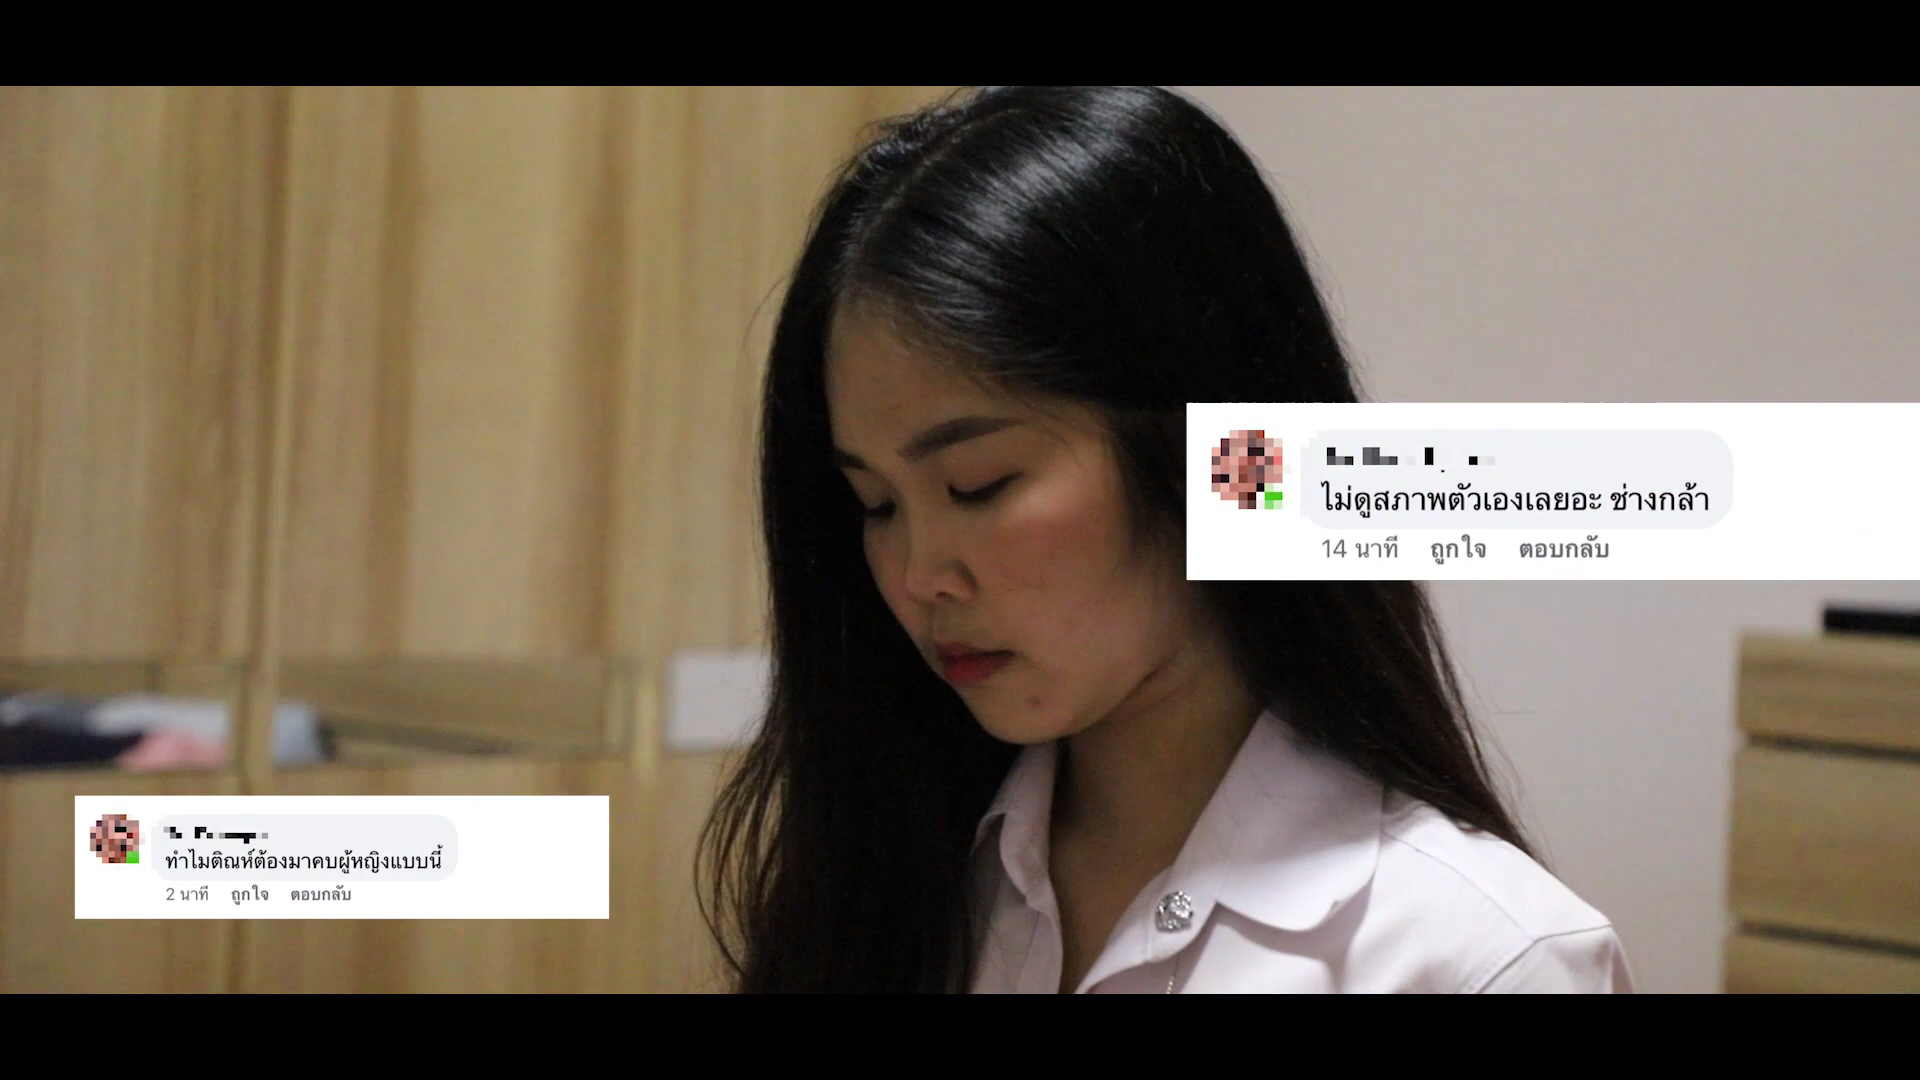 ไม่ดูสภาพตัวเองเลยอะ ช่างกล้า
14 นาที ถูกใจ ตอบกลับ
ทำไมติณห์ต้องมาคบผู้หญิงแบบนี้
2 นาที ถูกใจ ตอบกลับ